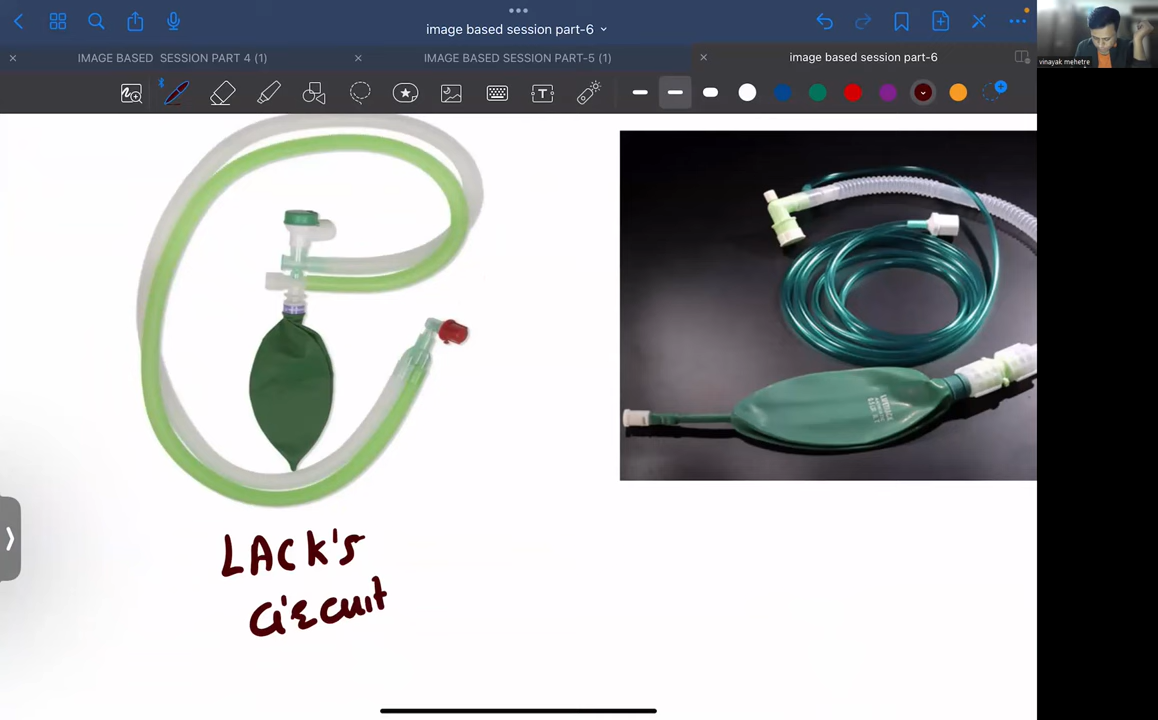 image based session part-6
IMAGE BASED SESSION PART 4 (1)
IMAGE BASED SESSION PART-5 (1)
image based session part-6
vinayak mehetre
LACK's
Circuit